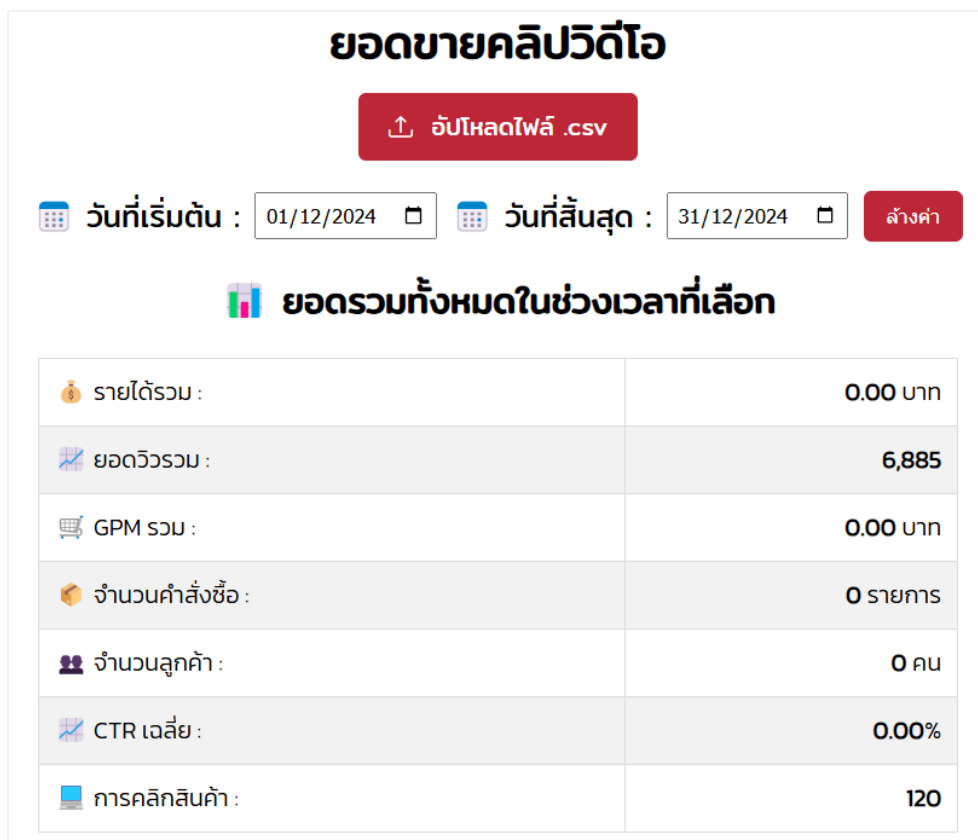 ยอดขายคลิปวิดีโอ
อัปโหลดไฟล์ .csv
วันที่เริ่มต้น : 01/12/2024 วันที่สิ้นสุด : 31/12/2024 ล้างค่า
ยอดรวมทั้งหมดในช่วงเวลาที่เลือก
รายได้รวม : 0.00 บาท
ยอดวิวรวม : 6,885
GPM รวม : 0.00 บาท
จำนวนคำสั่งซื้อ : 0 รายการ
จำนวนลูกค้า : 0 คน
CTR เฉลี่ย : 0.00%
การคลิกสินค้า : 120